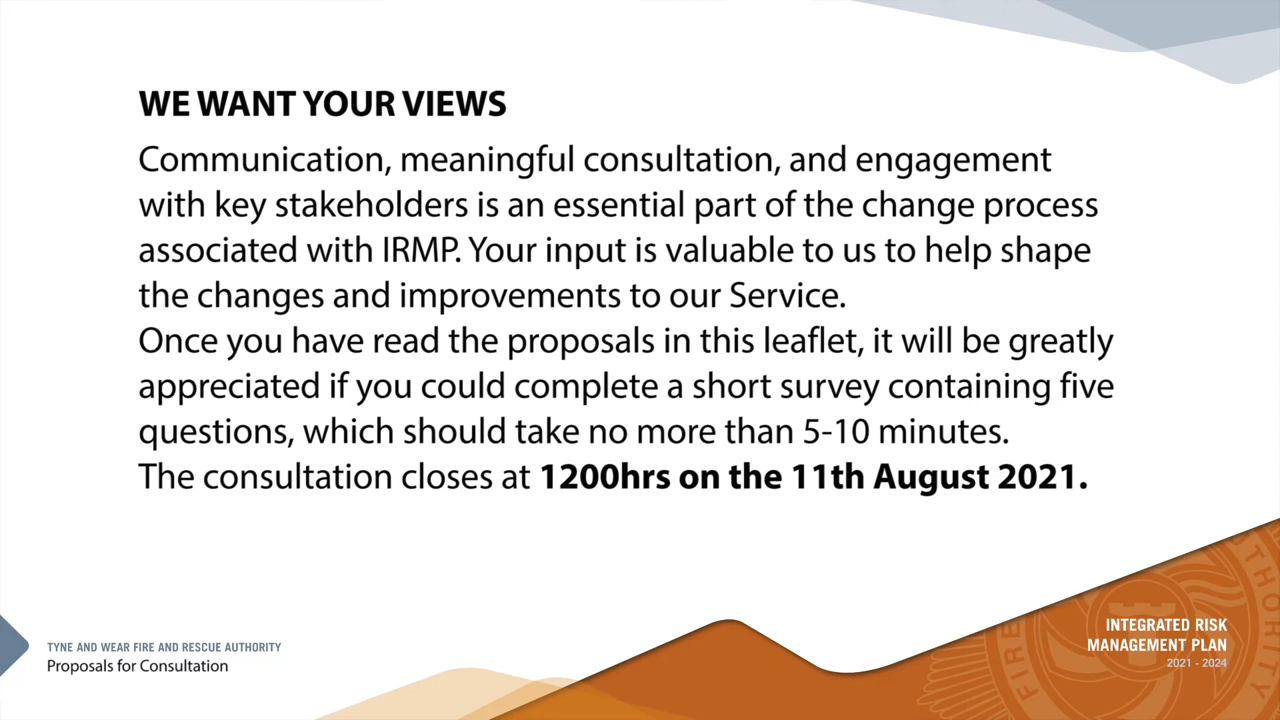 WE WANT YOUR VIEWS
Communication, meaningful consultation, and engagement
with key stakeholders is an essential part of the change process
associated with IRMP. Your input is valuable to us to help shape
the changes and improvements to our Service.
Once you have read the proposals in this leaflet, it will be greatly
appreciated if you could complete a short survey containing five
questions, which should take no more than 5-10 minutes.
The consultation closes at 1200hrs on the 11th August 2021.
TYNE AND WEAR FIRE AND RESCUE AUTHORITY
Proposals for Consultation
INTEGRATED RISK
MANAGEMENT PLAN
2021 - 2024
FIRE